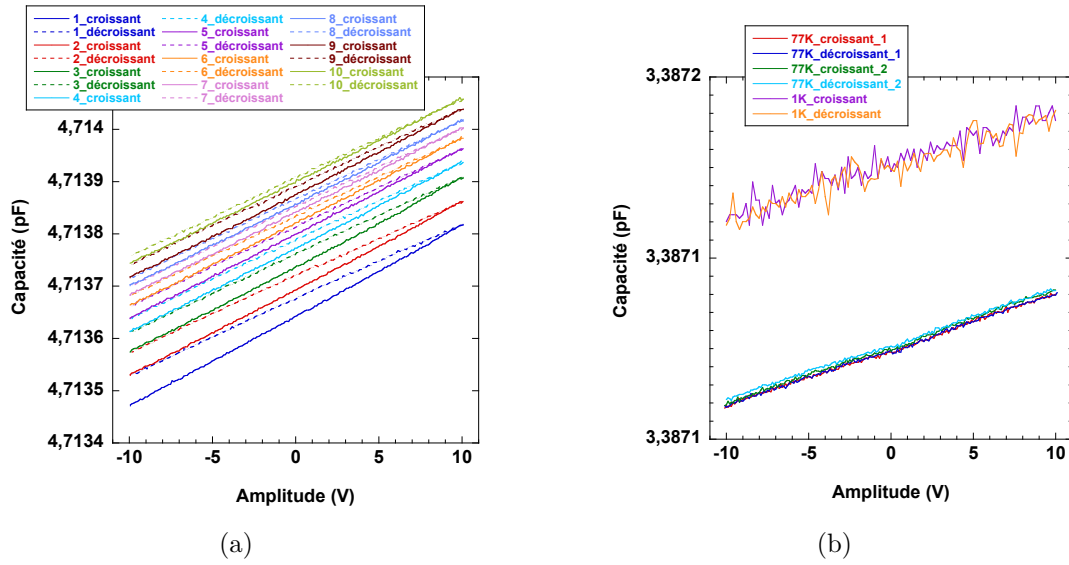 1_croissant
1_décroissant
2_croissant
2_décroissant
3_croissant
3_décroissant
4_croissant
4_décroissant
5_croissant
5_décroissant
6_croissant
6_décroissant
7_croissant
7_décroissant
8_croissant
8_décroissant
9_croissant
9_décroissant
10_croissant
10_décroissant
4,714
4,7139
4,7138
4,7137
4,7136
4,7135
4,7134
Capacité (pF)
-10 -5 0 5 10
Amplitude (V)
(a)
77K_croissant_1
77K_décroissant_1
77K_croissant_2
77K_décroissant_2
1K_croissant
1K_décroissant
3,3872
3,3871
3,3871
Capacité (pF)
-10 -5 0 5 10
Amplitude (V)
(b)